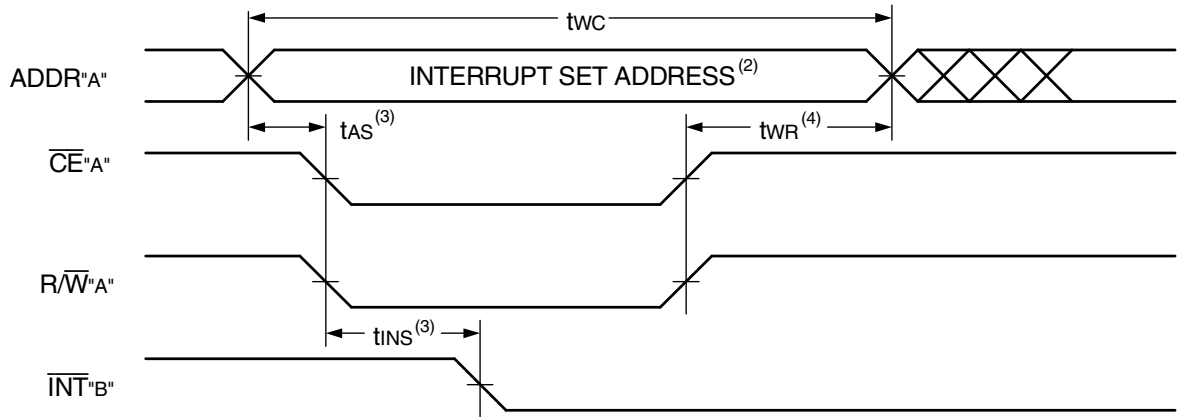 tWC
ADDR"A"
INTERRUPT SET ADDRESS(2)
tAS(3)
tWR(4)
CE"A"
R/W"A"
tINS(3)
INT"B"